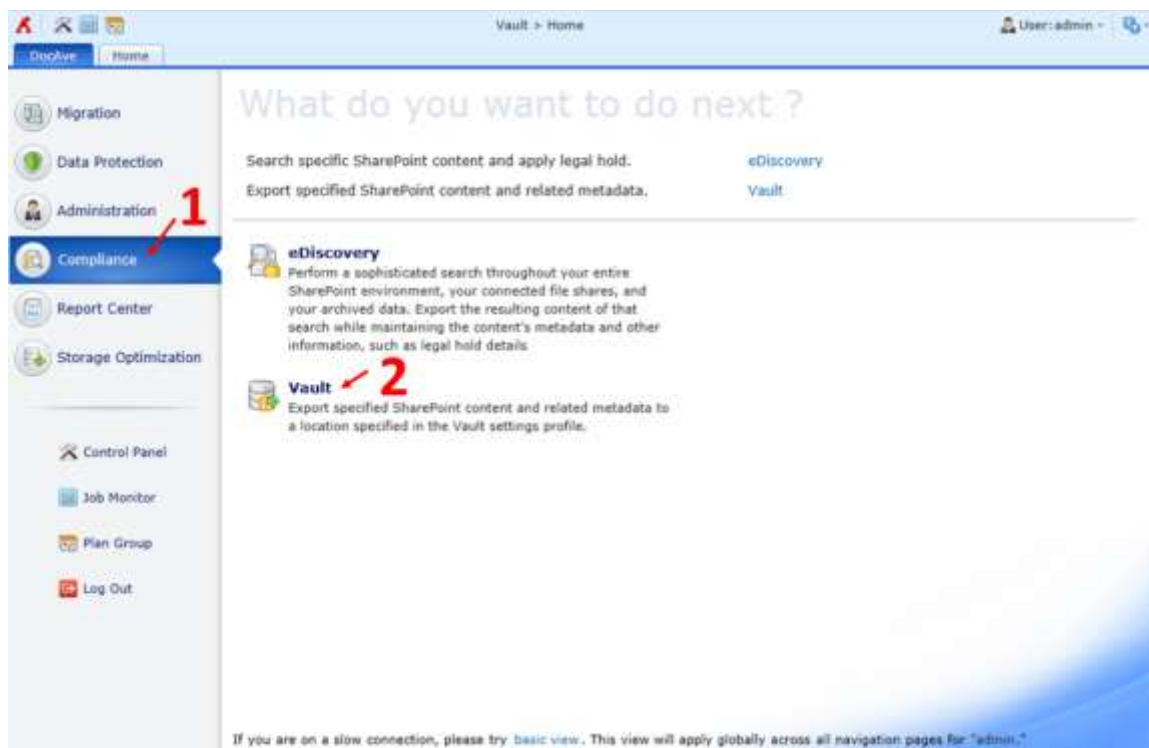 Vault > Home
User: admin
DocAve
Home
Migration
Data Protection
Administration
1
Compliance
Report Center
Storage Optimization
Control Panel
Job Monitor
Plan Group
Log Out
What do you want to do next ?
Search specific SharePoint content and apply legal hold. eDiscovery
Export specified SharePoint content and related metadata. Vault
eDiscovery
Perform a sophisticated search throughout your entire
SharePoint environment, your connected file shares, and
your archived data. Export the resulting content of that
search while maintaining the content's metadata and other
information, such as legal hold details
Vault
2
Export specified SharePoint content and related metadata to
a location specified in the Vault settings profile.
If you are on a slow connection, please try basic view. This view will apply globally across all navigation pages for "admin."